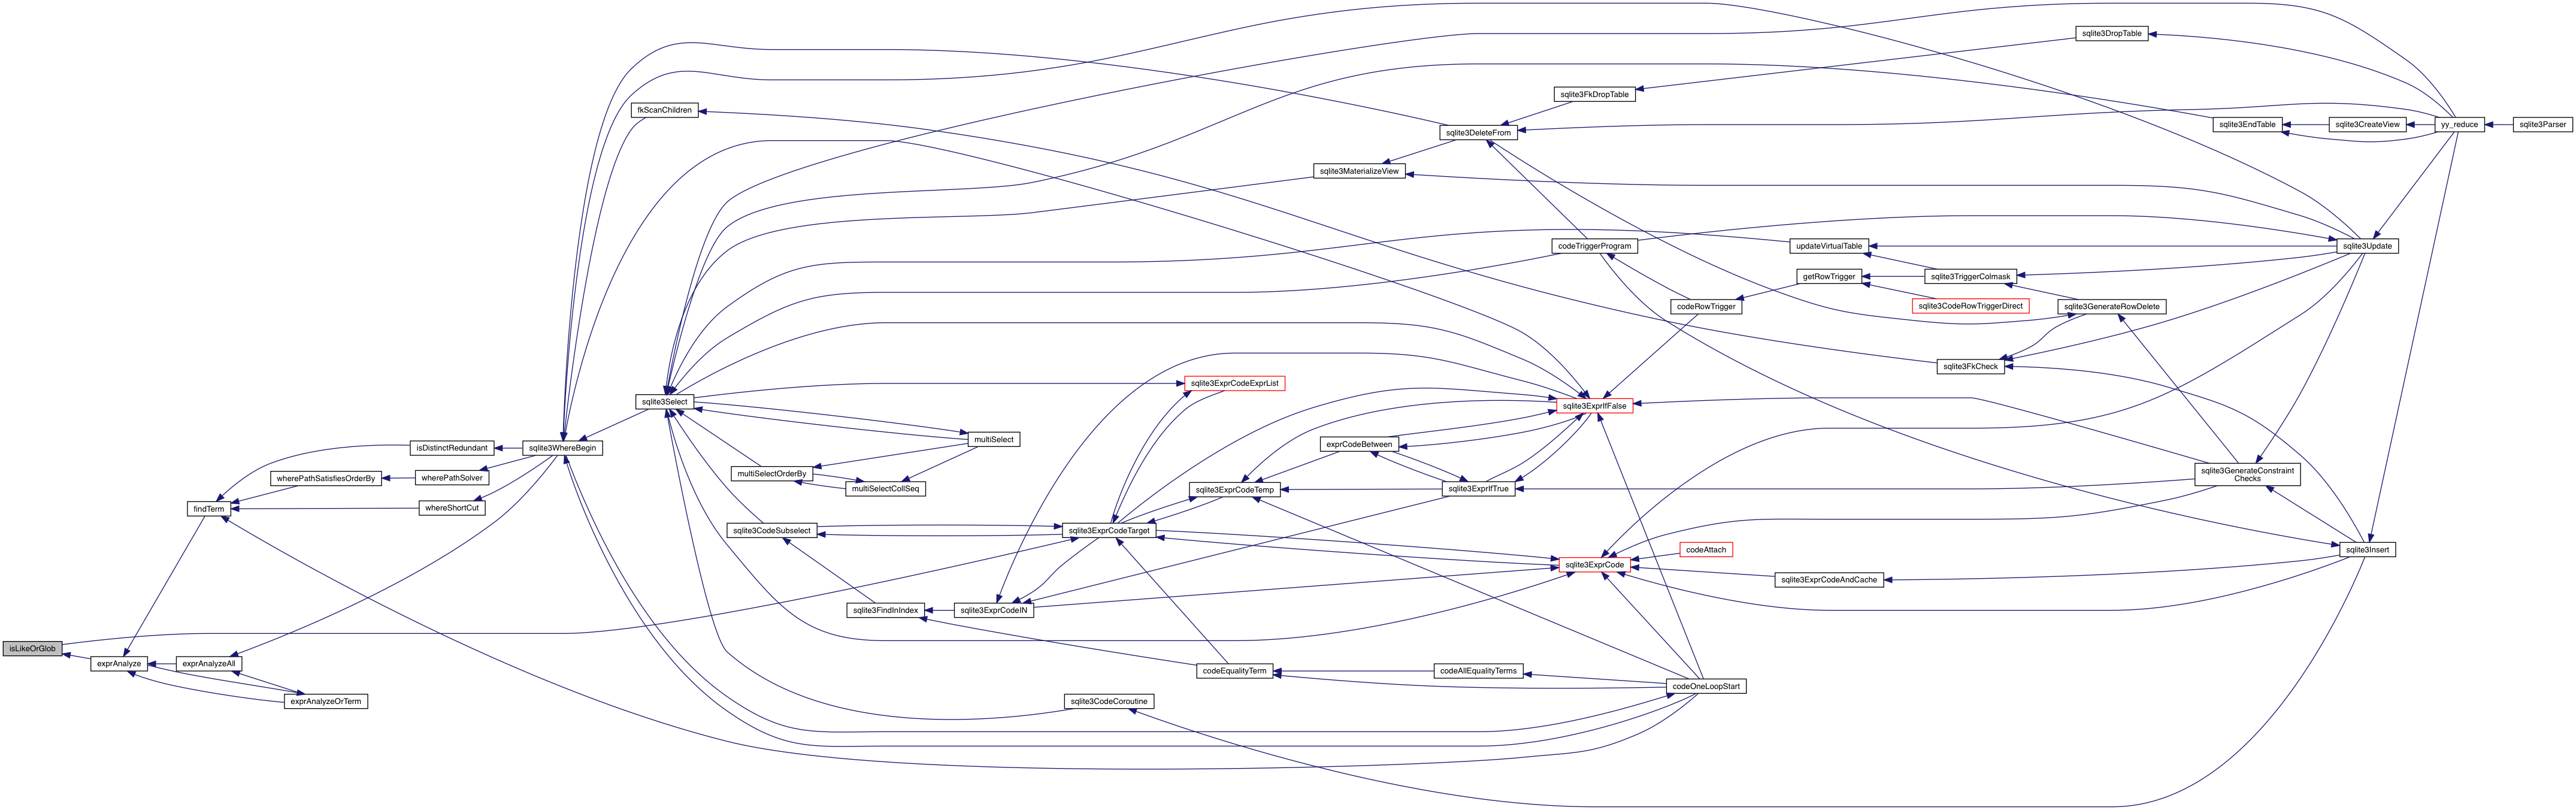 sqlite3DropTable
sqlite3FkDropTable
fkScanChildren
sqlite3EndTable
sqlite3CreateView
yy_reduce
sqlite3Parser
sqlite3DeleteFrom
sqlite3MaterializeView
codeTriggerProgram
updateVirtualTable
sqlite3Update
getRowTrigger
sqlite3TriggerColmask
codeRowTrigger
sqlite3CodeRowTriggerDirect
sqlite3GenerateRowDelete
sqlite3FkCheck
sqlite3ExprCodeExprList
sqlite3Select
sqlite3ExprIfFalse
multiSelect
exprCodeBetween
isDistinctRedundant
sqlite3WhereBegin
multiSelectOrderBy
sqlite3GenerateConstraint
Checks
wherePathSatisfiesOrderBy
wherePathSolver
multiSelectCollSeq
sqlite3ExprCodeTemp
sqlite3ExprIfTrue
findTerm
whereShortCut
sqlite3CodeSubselect
sqlite3ExprCodeTarget
codeAttach
sqlite3Insert
sqlite3ExprCode
sqlite3ExprCodeAndCache
sqlite3FindInIndex
sqlite3ExprCodeIN
isLikeOrGlob
exprAnalyze
exprAnalyzeAll
codeEqualityTerm
codeAllEqualityTerms
codeOneLoopStart
exprAnalyzeOrTerm
sqlite3CodeCoroutine